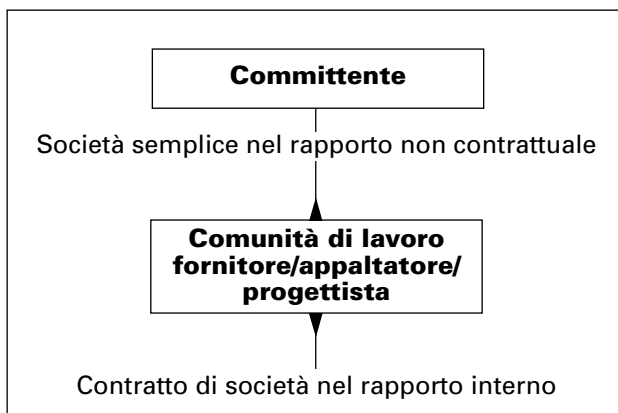 Committente
Società semplice nel rapporto non contrattuale
Comunità di lavoro
fornitore/appaltatore/
progettista
Contratto di società nel rapporto interno